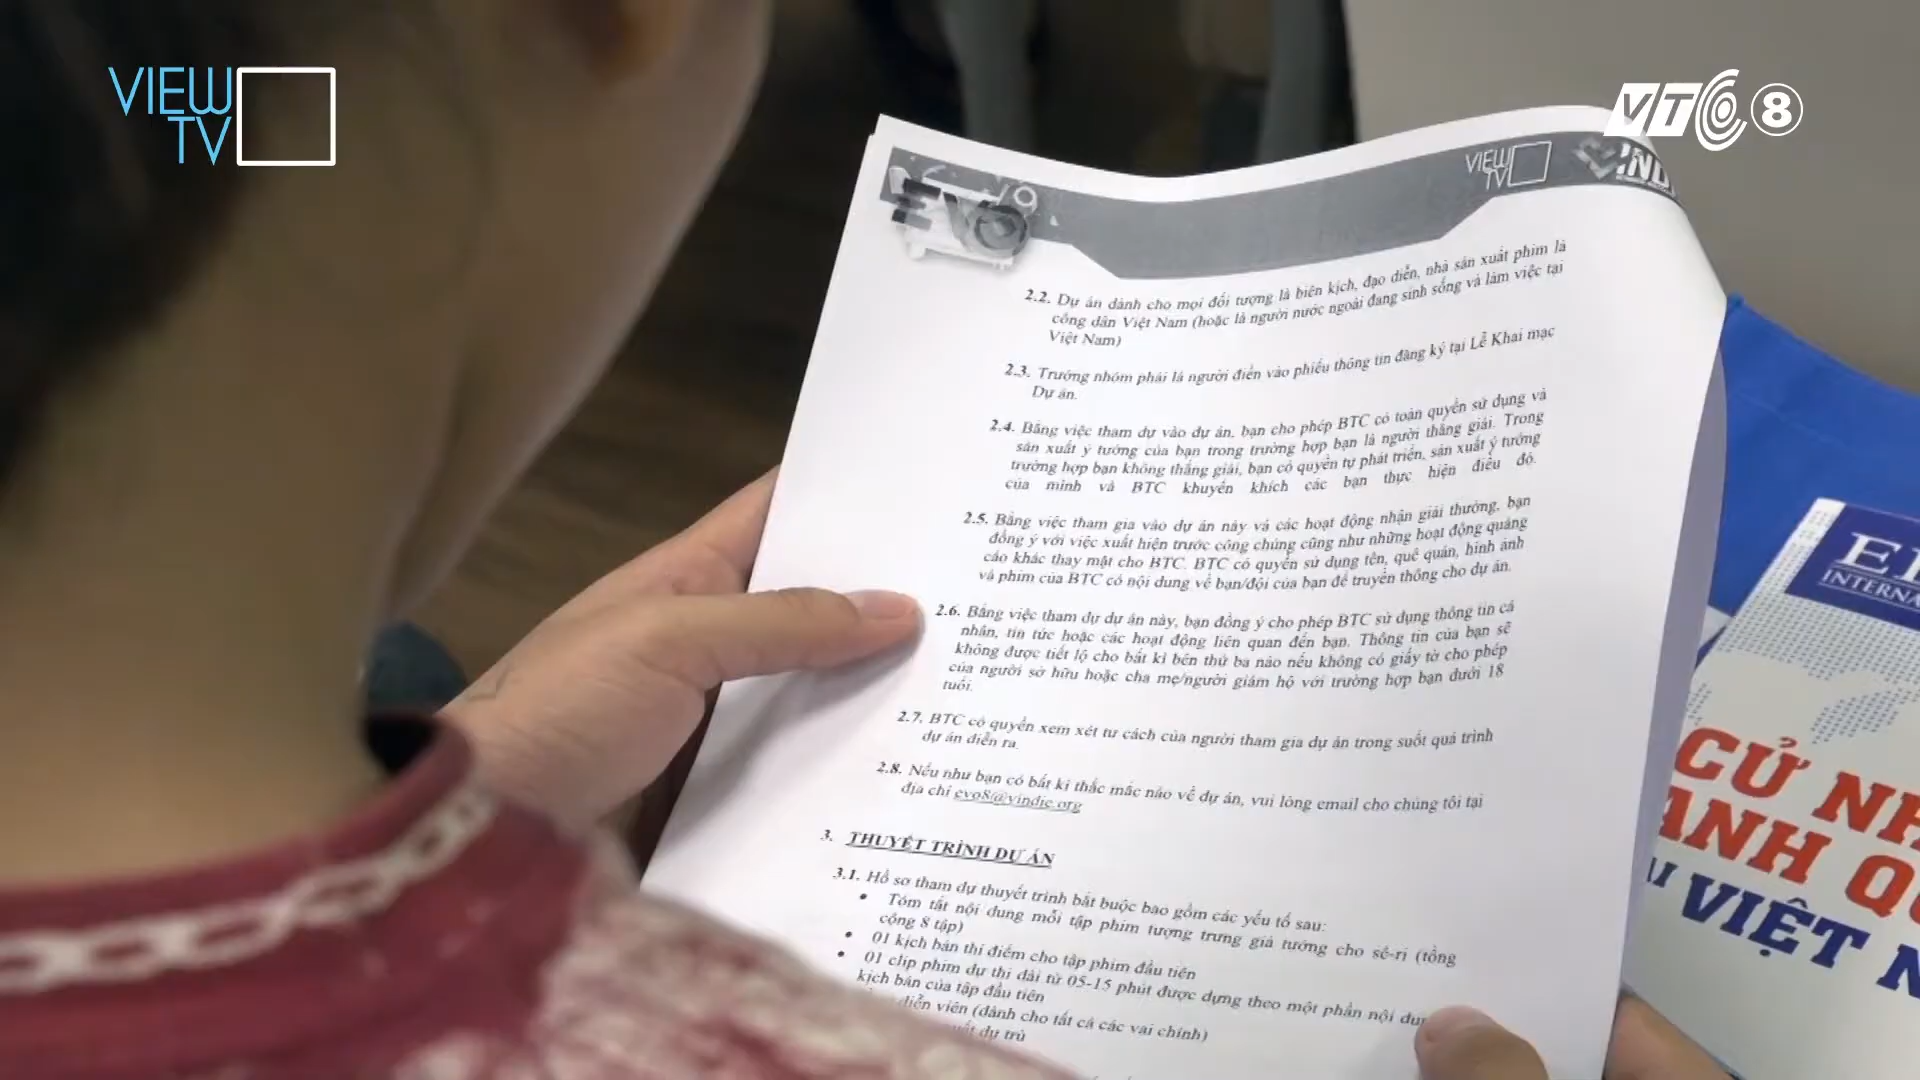 VIEW
TV
VTC 8
VIEW
TV
2.2. Dự án dành cho mọi đối tượng là biên kịch, đạo diễn, nhà sản xuất phim là
công dân Việt Nam (hoặc là người nước ngoài đang sinh sống và làm việc tại
Việt Nam)
2.3. Trưởng nhóm phải là người điền vào phiếu thông tin đăng ký tại Lễ Khai mạc
Dự án.
2.4. Bằng việc tham dự vào dự án, bạn cho phép BTC có toàn quyền sử dụng và
sản xuất ý tưởng của bạn trong trường hợp bạn là người thắng giải. Trong
trường hợp bạn không thắng giải, bạn có quyền tự phát triển, sản xuất ý tưởng
của mình và BTC khuyến khích các bạn thực hiện điều đó.
2.5. Bằng việc tham gia vào dự án này và các hoạt động nhận giải thưởng, bạn
đồng ý với việc xuất hiện trước công chúng cũng như những hoạt động quảng
cáo khác thay mặt cho BTC. BTC có quyền sử dụng tên, quê quán, hình ảnh
và phim của BTC có nội dung về bạn/đội của bạn để truyền thông cho dự án.
2.6. Bằng việc tham dự dự án này, bạn đồng ý cho phép BTC sử dụng thông tin cá
nhân, tin tức hoặc các hoạt động liên quan đến bạn. Thông tin của bạn sẽ
không được tiết lộ cho bất kì bên thứ ba nào nếu không có giấy tờ cho phép
của người sở hữu hoặc cha mẹ/người giám hộ với trường hợp bạn dưới 18
tuổi.
2.7. BTC có quyền xem xét tư cách của người tham gia dự án trong suốt quá trình
dự án diễn ra.
2.8. Nếu như bạn có bất kì thắc mắc nào về dự án, vui lòng email cho chúng tôi tại
địa chỉ evo8@vindie.org
3. THUYẾT TRÌNH DỰ ÁN
3.1. Hồ sơ tham dự thuyết trình bắt buộc bao gồm các yếu tố sau:
• Tóm tắt nội dung mỗi tập phim tượng trưng giả tưởng cho sê-ri (tổng
cộng 8 tập)
• 01 kịch bản thí điểm cho tập phim đầu tiên
• 01 clip phim dự thi dài từ 05-15 phút được dựng theo một phần nội
kịch bản của tập đầu tiên
diễn viên (dành cho tất cả các vai chính)
dự trù
INTERNA
CỬ NH
ANH QU
VIỆT N